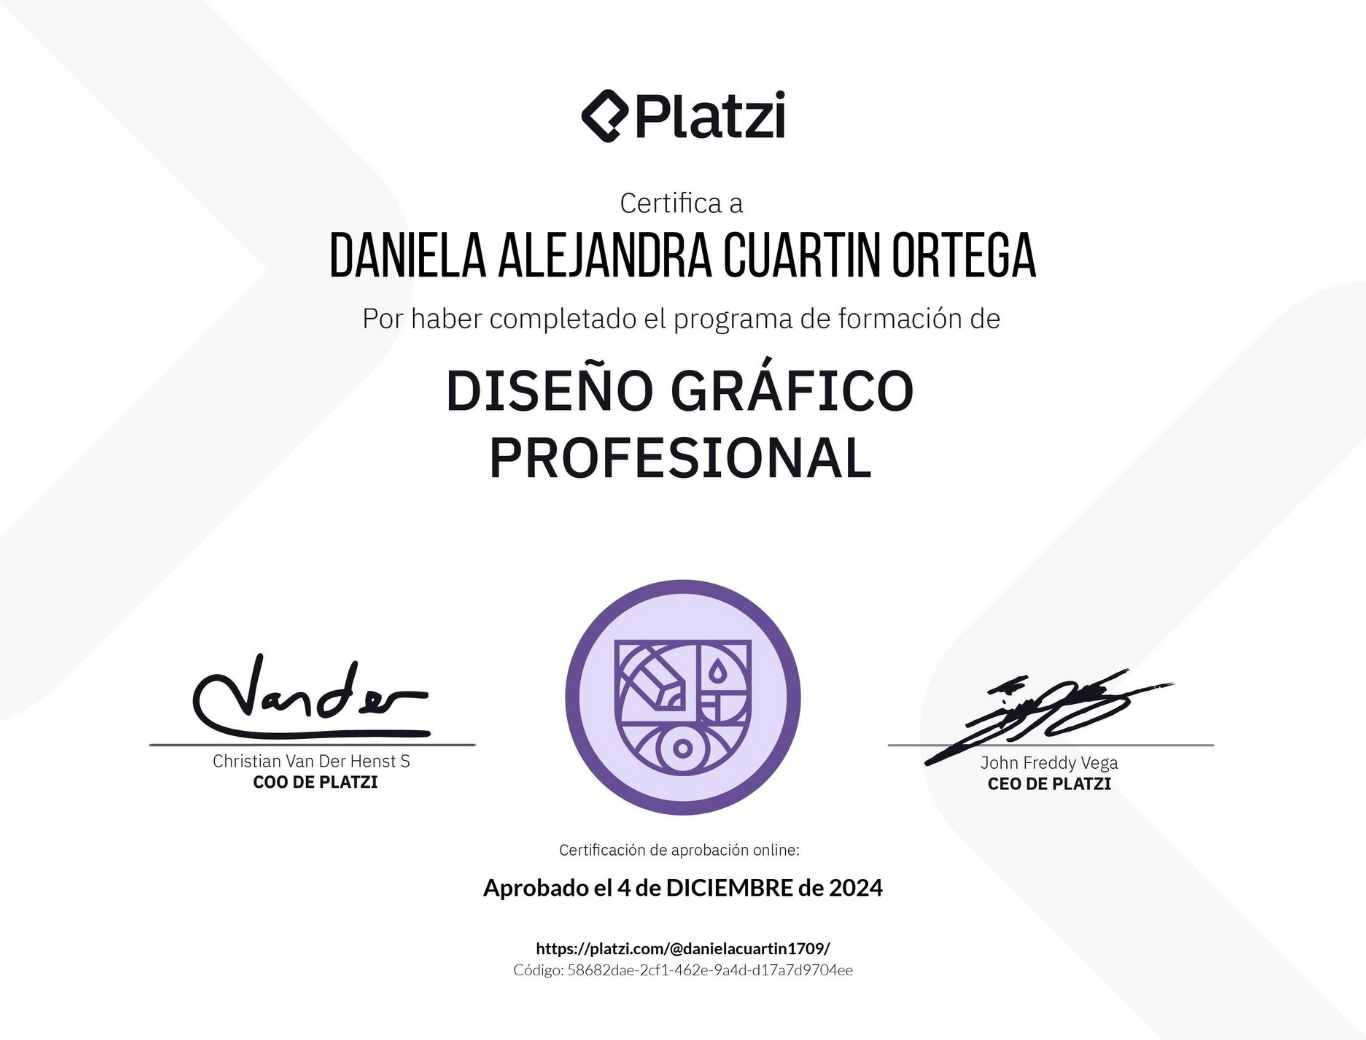 Platzi
Certifica a
DANIELA ALEJANDRA CUARTIN ORTEGA
Por haber completado el programa de formación de
DISEÑO GRÁFICO
PROFESIONAL
Vander
Christian Van Der Henst S
COO DE PLATZI
John Freddy Vega
CEO DE PLATZI
Certificación de aprobación online:
Aprobado el 4 de DICIEMBRE de 2024
https://platzi.com/@danielacuartin1709/
Código: 58682dae-2cf1-462e-9a4d-d17a7d9704ee